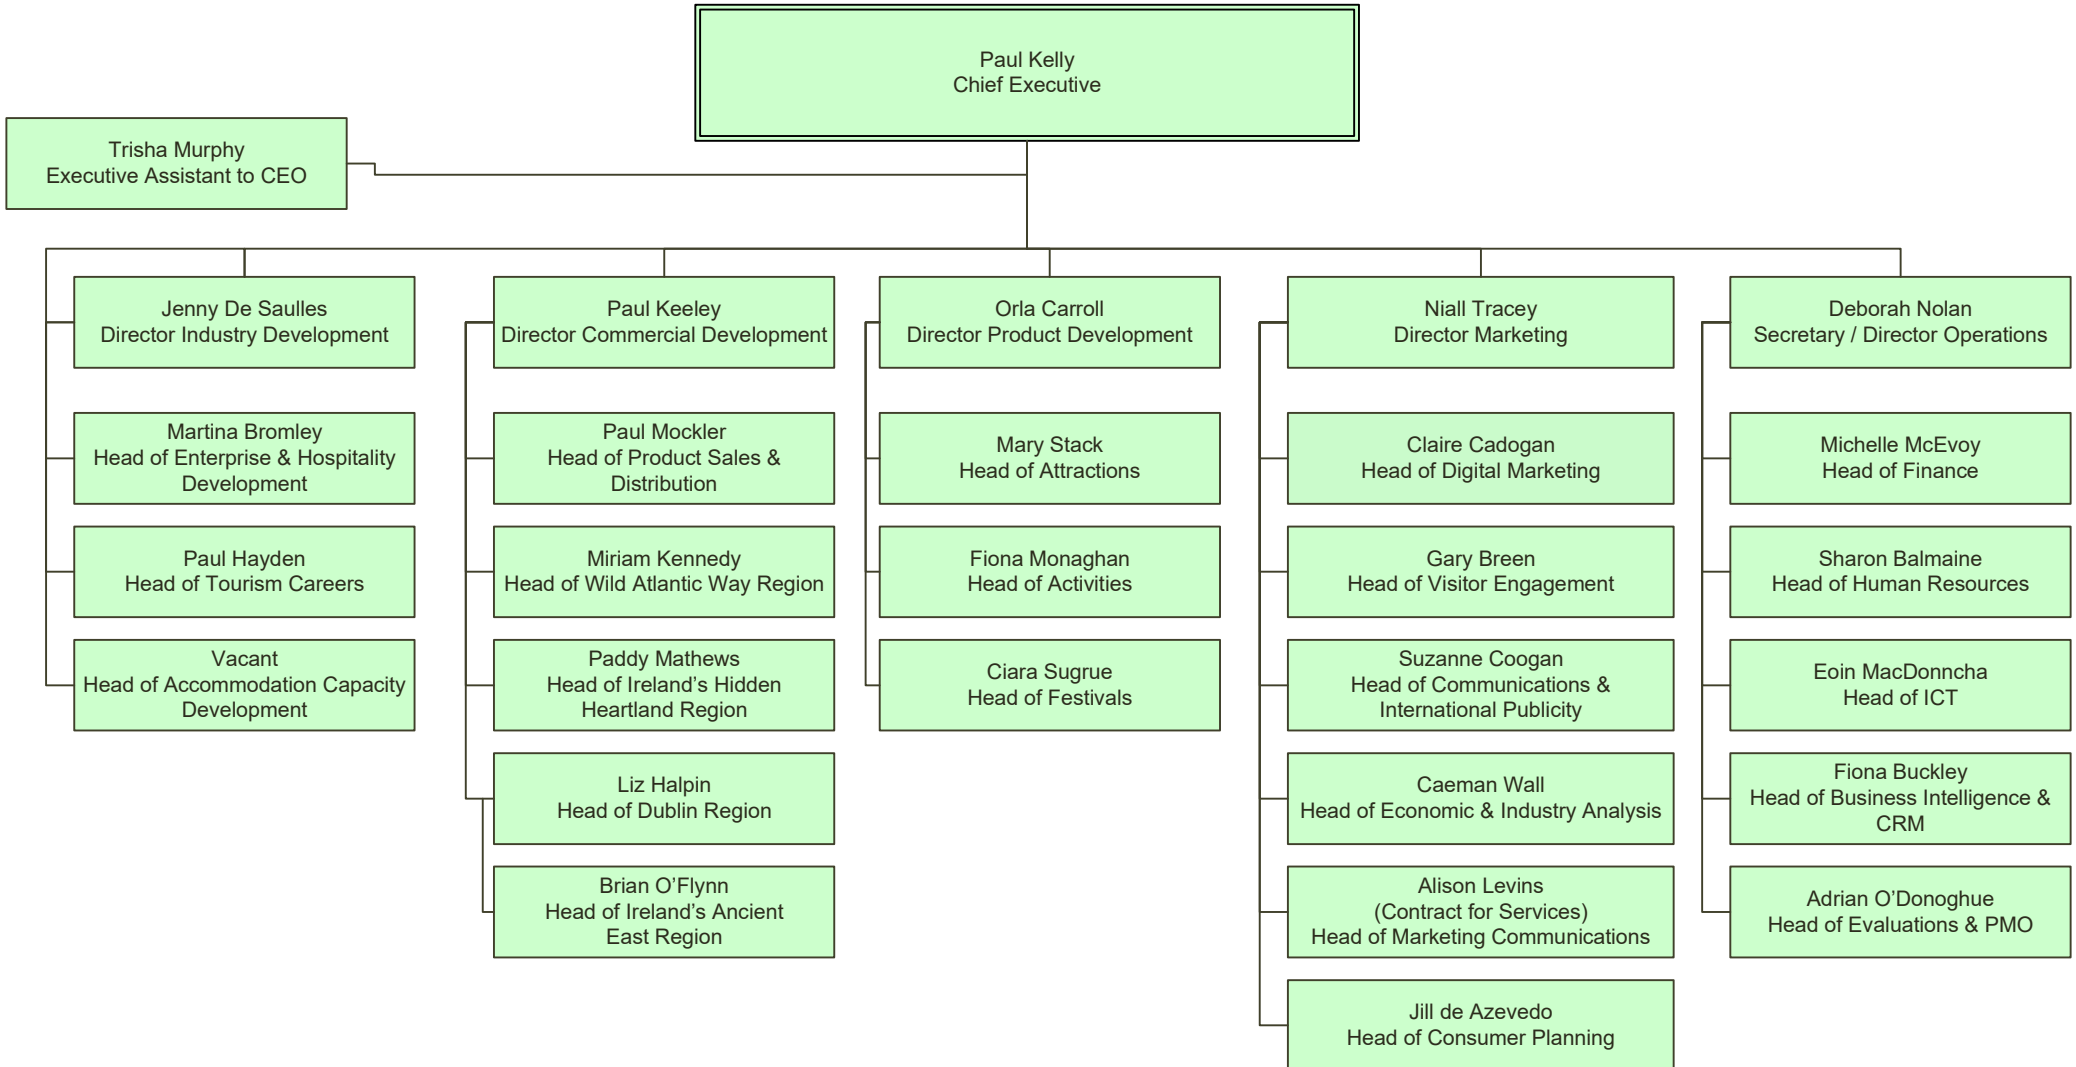 Paul Kelly
Chief Executive
Trisha Murphy
Executive Assistant to CEO
Jenny De Saulles
Director Industry Development
Martina Bromley
Head of Enterprise & Hospitality
Development
Paul Hayden
Head of Tourism Careers
Vacant
Head of Accommodation Capacity
Development
Paul Keeley
Director Commercial Development
Paul Mockler
Head of Product Sales &
Distribution
Miriam Kennedy
Head of Wild Atlantic Way Region
Paddy Mathews
Head of Ireland’s Hidden
Heartland Region
Liz Halpin
Head of Dublin Region
Brian O’Flynn
Head of Ireland’s Ancient
East Region
Orla Carroll
Director Product Development
Mary Stack
Head of Attractions
Fiona Monaghan
Head of Activities
Ciara Sugrue
Head of Festivals
Niall Tracey
Director Marketing
Claire Cadogan
Head of Digital Marketing
Gary Breen
Head of Visitor Engagement
Suzanne Coogan
Head of Communications &
International Publicity
Caeman Wall
Head of Economic & Industry Analysis
Alison Levins
(Contract for Services)
Head of Marketing Communications
Jill de Azevedo
Head of Consumer Planning
Deborah Nolan
Secretary / Director Operations
Michelle McEvoy
Head of Finance
Sharon Balmaine
Head of Human Resources
Eoin MacDonncha
Head of ICT
Fiona Buckley
Head of Business Intelligence &
CRM
Adrian O’Donoghue
Head of Evaluations & PMO